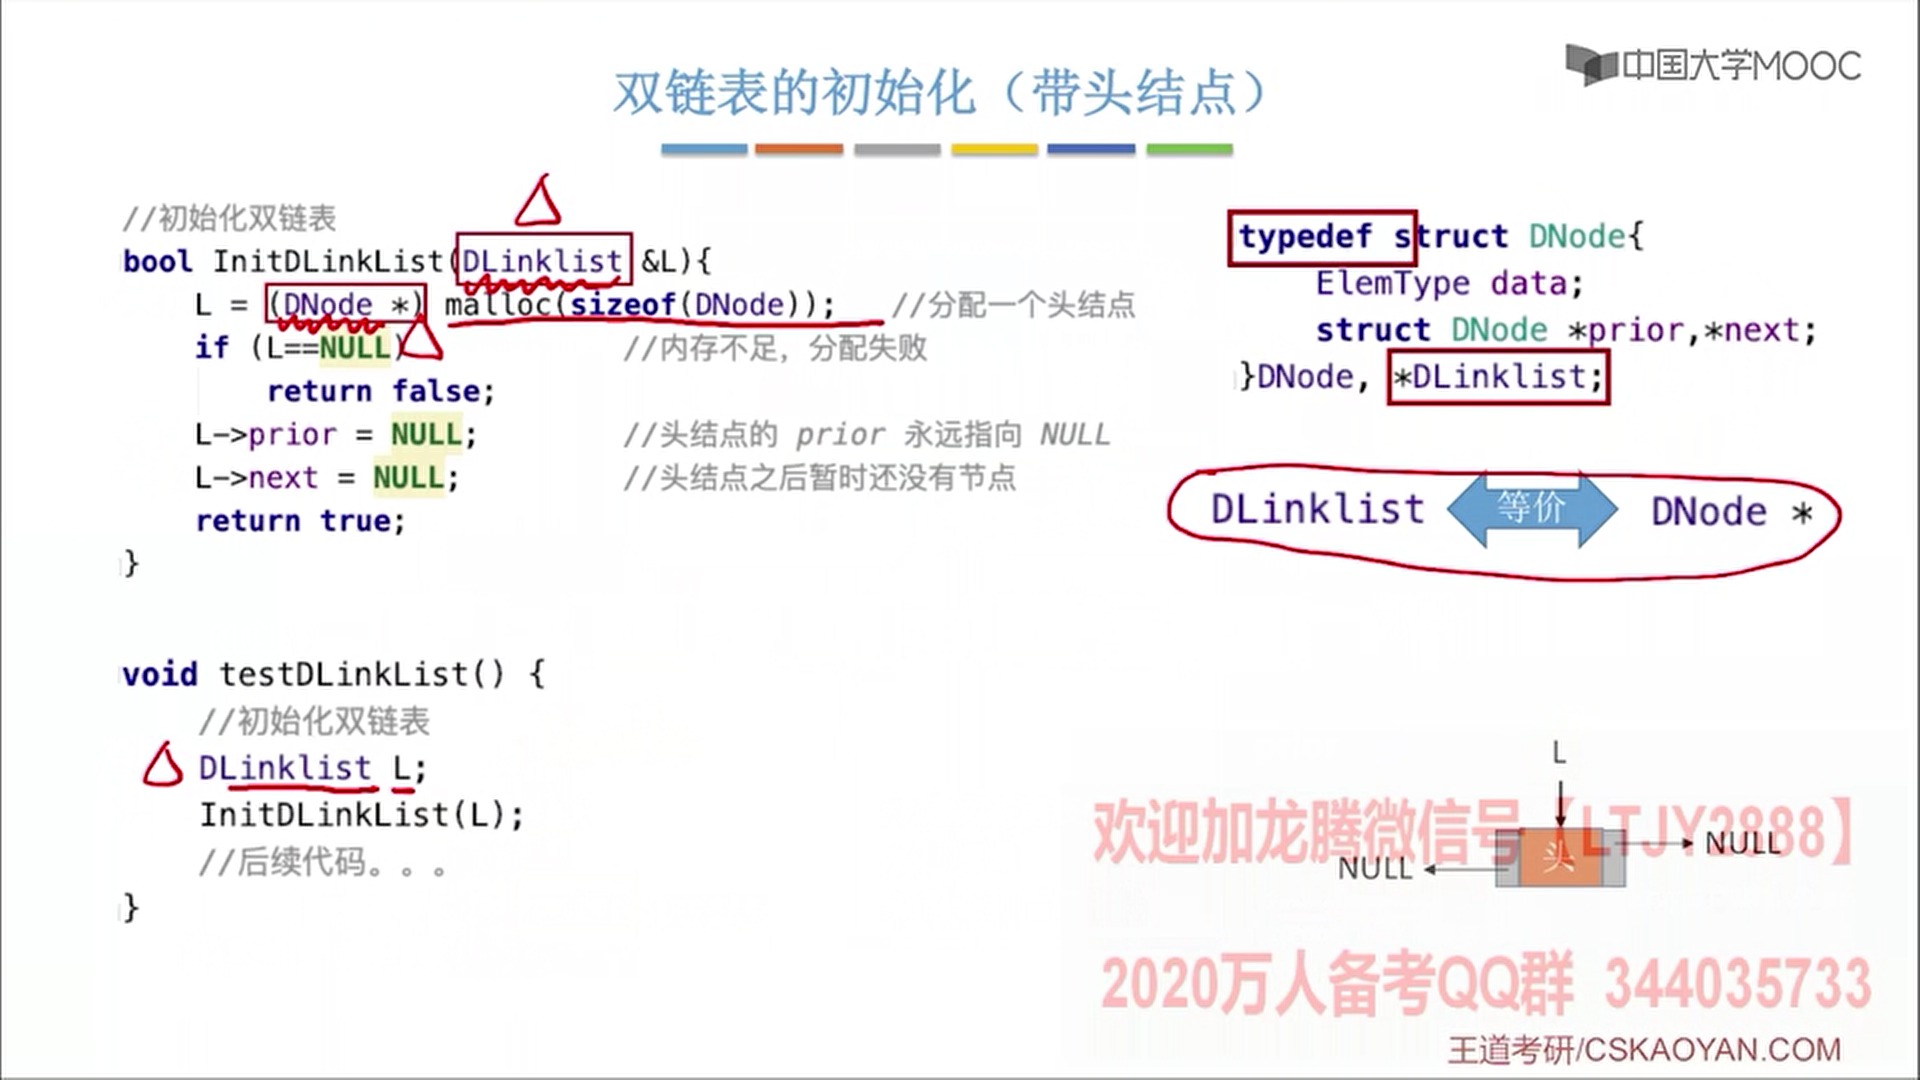 中国大学MOOC
双链表的初始化（带头结点）
//初始化双链表
bool InitDLinkList(DLinklist &L){
L = (DNode *) malloc(sizeof(DNode)); //分配一个头结点
if (L==NULL) //内存不足，分配失败
return false;
L->prior = NULL; //头结点的 prior 永远指向 NULL
L->next = NULL; //头结点之后暂时还没有节点
return true;
}
typedef struct DNode{
ElemType data;
struct DNode *prior,*next;
}DNode, *DLinklist;
DLinklist 等价 DNode *
void testDLinkList() {
//初始化双链表
DLinklist L;
InitDLinkList(L);
//后续代码。。。
}
L
头
NULL
NULL
欢迎加龙腾微信号【LTJY2888】
2020万人备考QQ群 344035733
王道考研/CSKAOYAN.COM